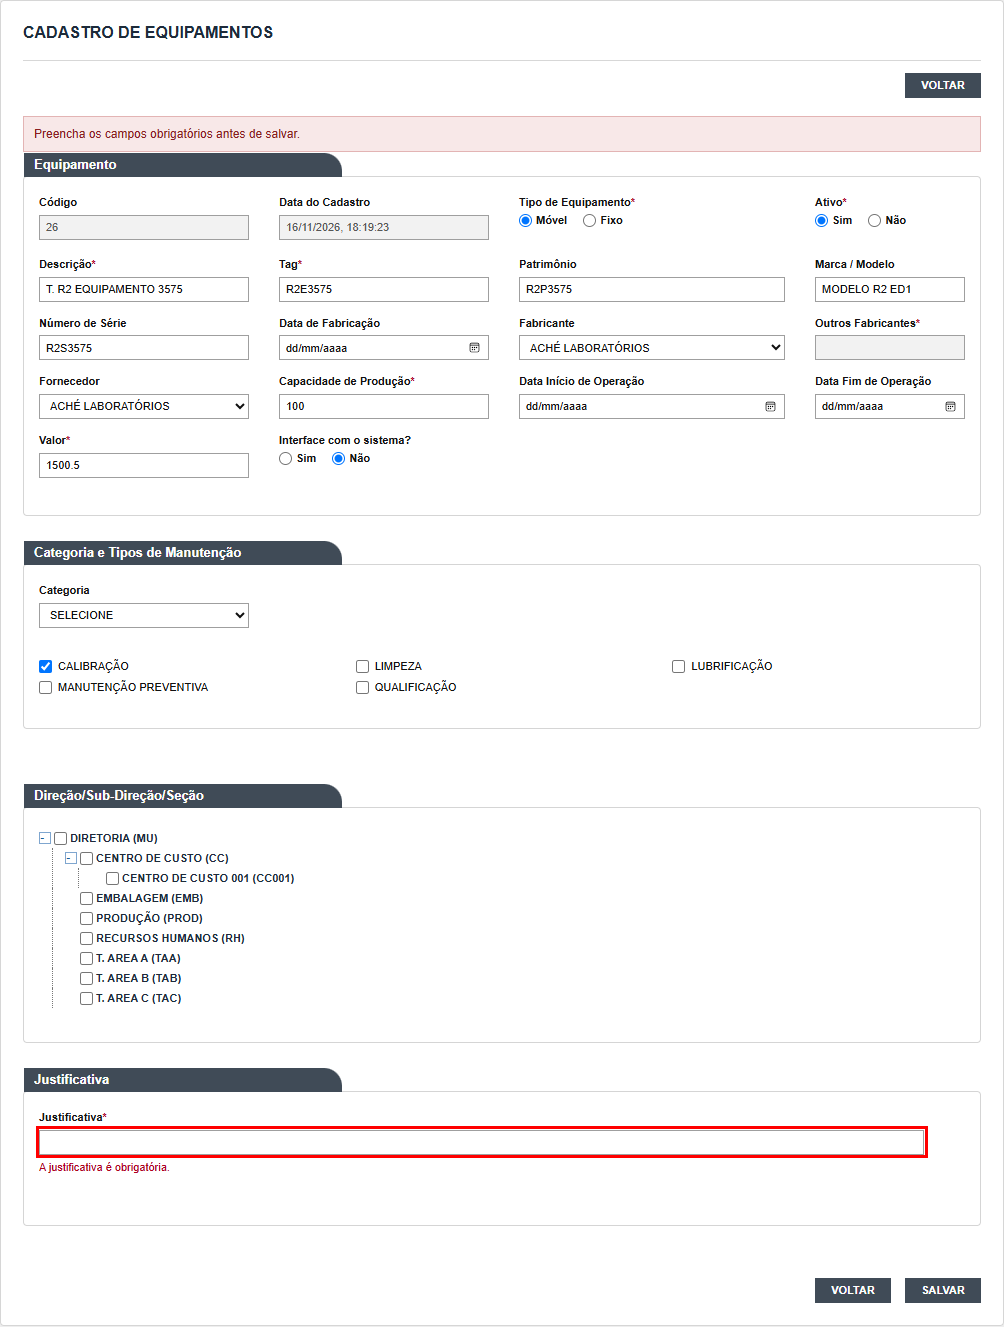 CADASTRO DE EQUIPAMENTOS
VOLTAR
Preencha os campos obrigatórios antes de salvar.
Equipamento
Código Data do Cadastro Tipo de Equipamento* Ativo*
26 16/11/2026, 18:19:23 Móvel Fixo Sim Não
Descrição* Tag* Patrimônio Marca / Modelo
T. R2 EQUIPAMENTO 3575 R2E3575 R2P3575 MODELO R2 ED1
Número de Série Data de Fabricação Fabricante Outros Fabricantes*
R2S3575 dd/mm/aaaa ACHÉ LABORATÓRIOS
Fornecedor Capacidade de Produção* Data Início de Operação Data Fim de Operação
ACHÉ LABORATÓRIOS 100 dd/mm/aaaa dd/mm/aaaa
Valor* Interface com o sistema?
1500.5 Sim Não
Categoria e Tipos de Manutenção
Categoria
SELECIONE
CALIBRAÇÃO LIMPEZA LUBRIFICAÇÃO
MANUTENÇÃO PREVENTIVA QUALIFICAÇÃO
Direção/Sub-Direção/Seção
DIRETORIA (MU)
CENTRO DE CUSTO (CC)
CENTRO DE CUSTO 001 (CC001)
EMBALAGEM (EMB)
PRODUÇÃO (PROD)
RECURSOS HUMANOS (RH)
T. AREA A (TAA)
T. AREA B (TAB)
T. AREA C (TAC)
Justificativa
Justificativa*
A justificativa é obrigatória.
VOLTAR SALVAR